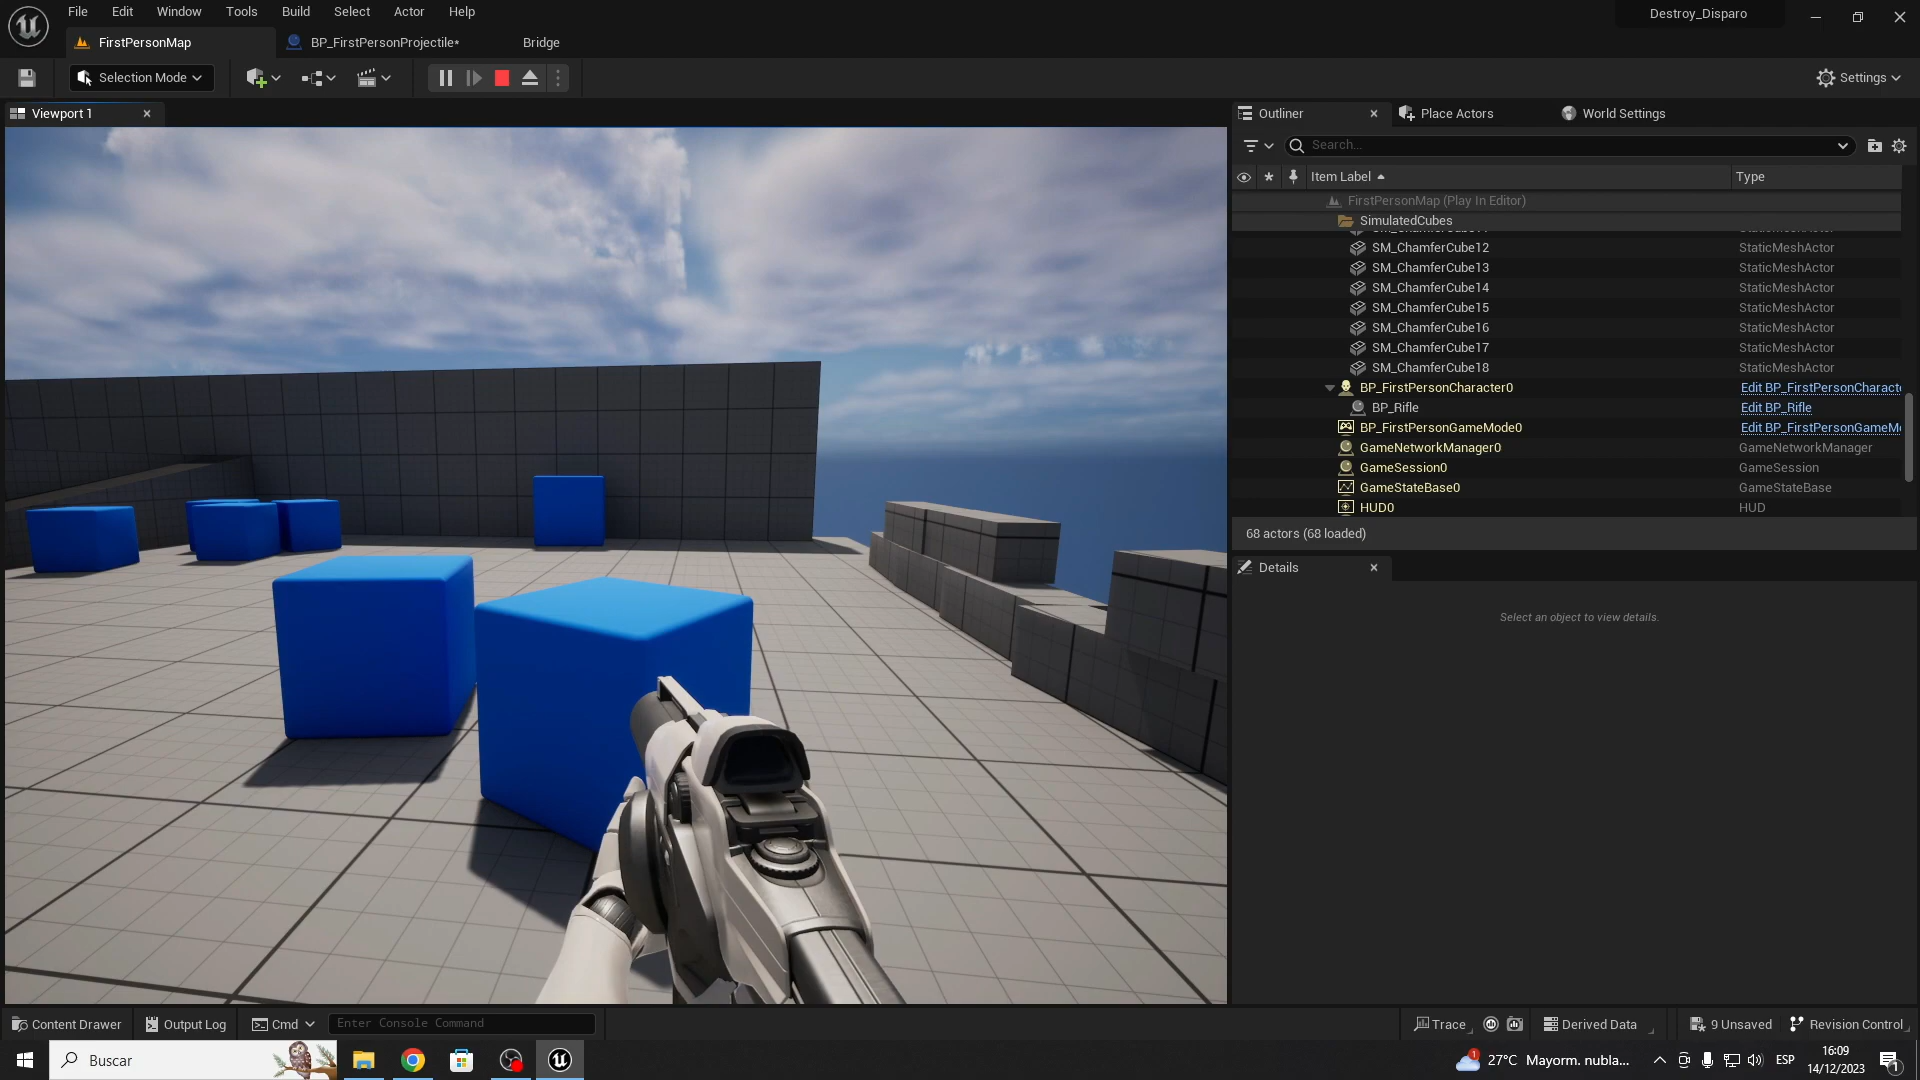 File Edit Window Tools Build Select Actor Help
Destroy_Disparo
FirstPersonMap
BP_FirstPersonProjectile*
Bridge
Selection Mode
Settings
Viewport 1
Outliner
Place Actors
World Settings
Search...
Item Label
Type
FirstPersonMap (Play In Editor)
SimulatedCubes
SM_ChamferCube12 StaticMeshActor
SM_ChamferCube13 StaticMeshActor
SM_ChamferCube14 StaticMeshActor
SM_ChamferCube15 StaticMeshActor
SM_ChamferCube16 StaticMeshActor
SM_ChamferCube17 StaticMeshActor
SM_ChamferCube18 StaticMeshActor
BP_FirstPersonCharacter0 Edit BP_FirstPersonCharact
BP_Rifle Edit BP_Rifle
BP_FirstPersonGameMode0 Edit BP_FirstPersonGameM
GameNetworkManager0 GameNetworkManager
GameSession0 GameSession
GameStateBase0 GameStateBase
HUD0 HUD
68 actors (68 loaded)
Details
Select an object to view details.
Content Drawer
Output Log
Cmd
Enter Console Command
Trace
Derived Data
9 Unsaved
Revision Control
Buscar
1
27°C Mayorm. nubla...
ESP
16:09
14/12/2023
1